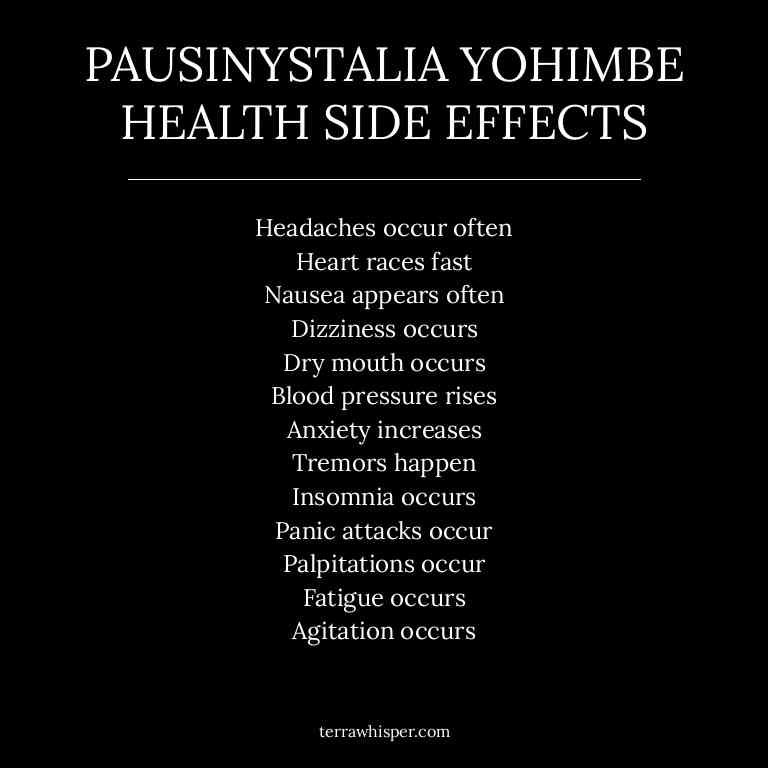 PAUSINYSTALIA YOHIMBE
HEALTH SIDE EFFECTS
Headaches occur often
Heart races fast
Nausea appears often
Dizziness occurs
Dry mouth occurs
Blood pressure rises
Anxiety increases
Tremors happen
Insomnia occurs
Panic attacks occur
Palpitations occur
Fatigue occurs
Agitation occurs
terrawhisper.com